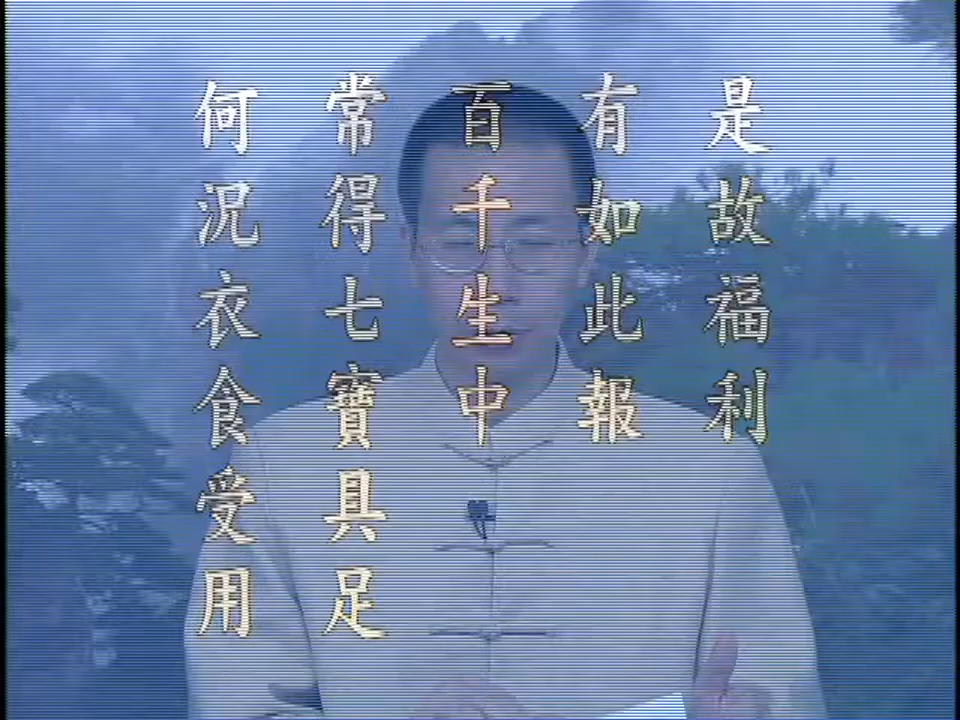 是故福利
有如此報
百千生中
常得七寶具足
何況衣食受用